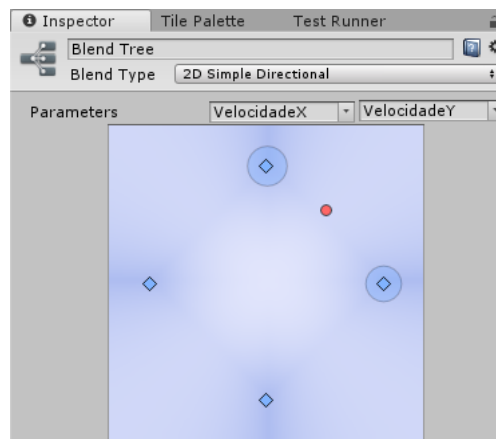 Inspector Tile Palette Test Runner
Blend Tree
Blend Type 2D Simple Directional
Parameters VelocidadeX VelocidadeY